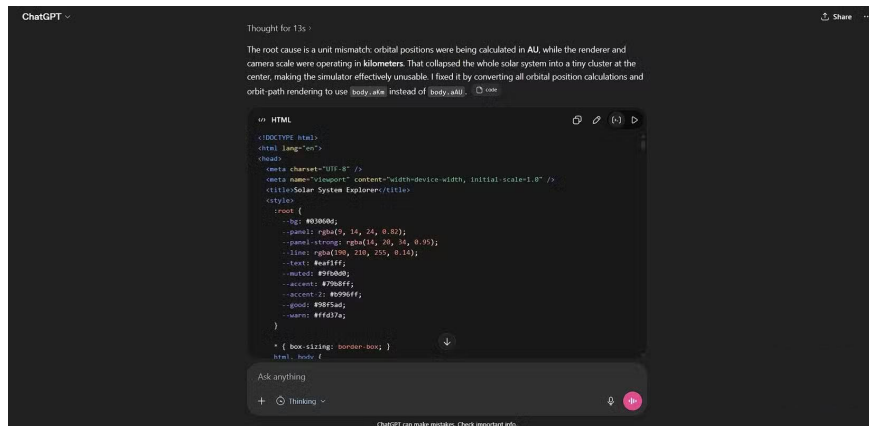 ChatGPT
Share
Thought for 13s
The root cause is a unit mismatch: orbital positions were being calculated in AU, while the renderer and
camera scale were operating in kilometers. That collapsed the whole solar system into a tiny cluster at the
center, making the simulator effectively unusable. I fixed it by converting all orbital position calculations and
orbit-path rendering to use body.aKm instead of body.aAU. code
</> HTML
<!DOCTYPE html>
<html lang="en">
<head>
<meta charset="UTF-8" />
<meta name="viewport" content="width=device-width, initial-scale=1.0" />
<title>Solar System Explorer</title>
<style>
:root {
--bg: #03060d;
--panel: rgba(9, 14, 24, 0.82);
--panel-strong: rgba(14, 20, 34, 0.95);
--line: rgba(190, 210, 255, 0.14);
--text: #eaf1ff;
--muted: #9fb0d0;
--accent: #79b8ff;
--accent-2: #b996ff;
--good: #98f5ad;
--warn: #ffd37a;
}
* { box-sizing: border-box; }
html, body {
Ask anything
Thinking
ChatGPT can make mistakes. Check important info.